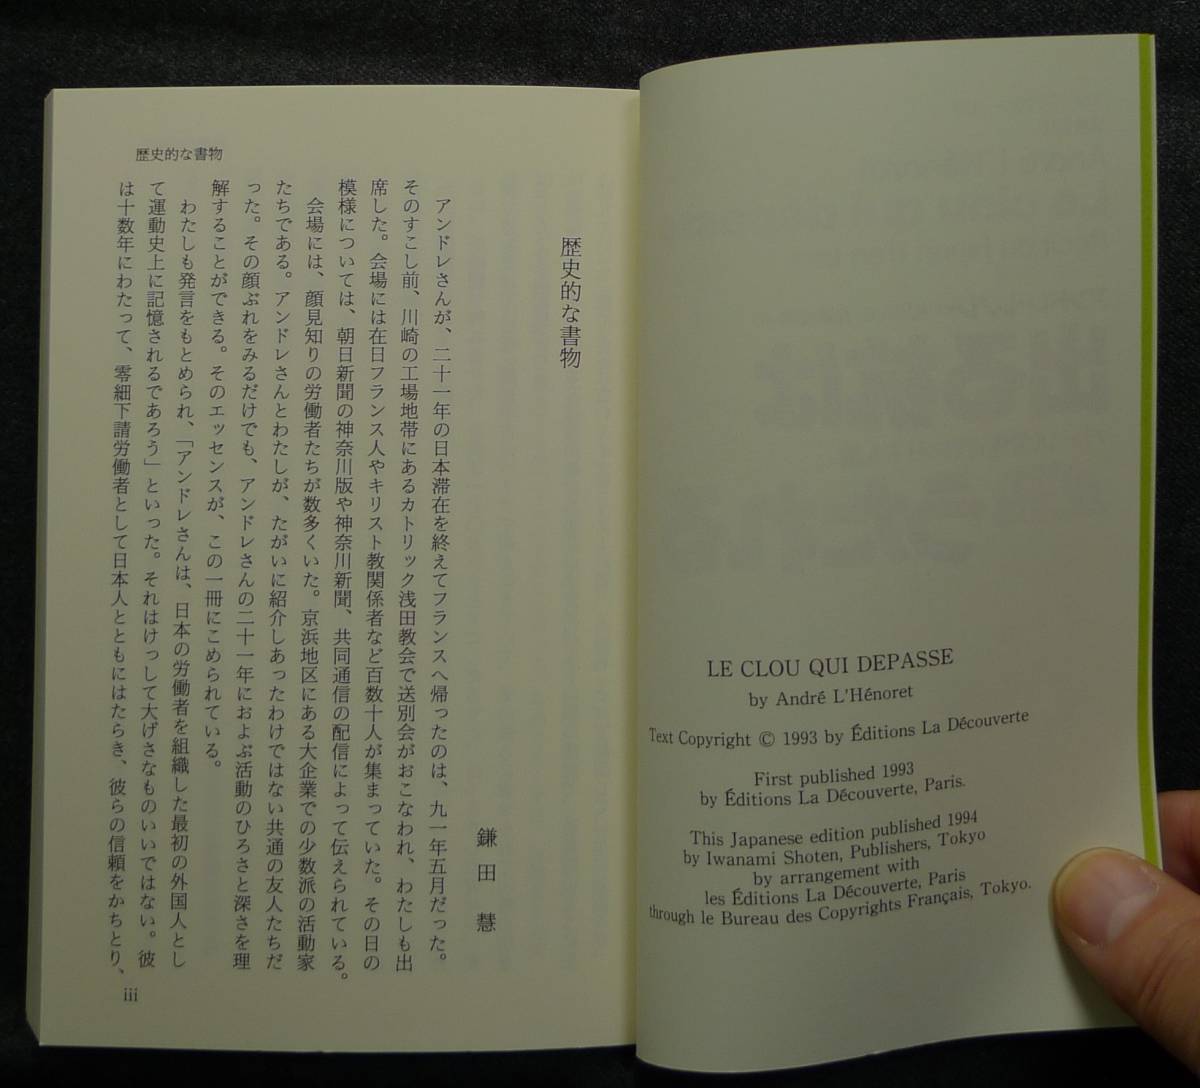 LE CLOU QUI DEPASSE
by André L'Hénoret
Text Copyright © 1993 by Éditions La Découverte
First published 1993
by Éditions La Découverte, Paris.
This Japanese edition published 1994
by Iwanami Shoten, Publishers, Tokyo
by arrangement with
les Éditions La Découverte, Paris
through le Bureau des Copyrights Français, Tokyo.
歴史的な書物
歴史的な書物
鎌田 慧
アンドレさんが、二十一年の日本滞在を終えてフランスへ帰ったのは、九一年五月だった。
そのすこし前、川崎の工場地帯にあるカトリック浅田教会で送別会がおこなわれ、わたしも出
席した。会場には在日フランス人やキリスト教関係者など百数十人が集まっていた。その日の
模様については、朝日新聞の神奈川版や神奈川新聞、共同通信の配信によって伝えられている。
会場には、顔見知りの労働者たちが数多くいた。京浜地区にある大企業での少数派の活動家
たちである。アンドレさんとわたしが、たがいに紹介しあったわけではない共通の友人たちだ
った。その顔ぶれをみるだけでも、アンドレさんの二十一年におよぶ活動のひろさと深さを理
解することができる。そのエッセンスが、この一冊にこめられている。
わたしも発言をもとめられ、「アンドレさんは、日本の労働者を組織した最初の外国人とし
て運動史上に記憶されるであろう」といった。それはけっして大げさなものいいではない。彼
は十数年にわたって、零細下請労働者として日本人とともにはたらき、彼らの信頼をかちとり、
iii